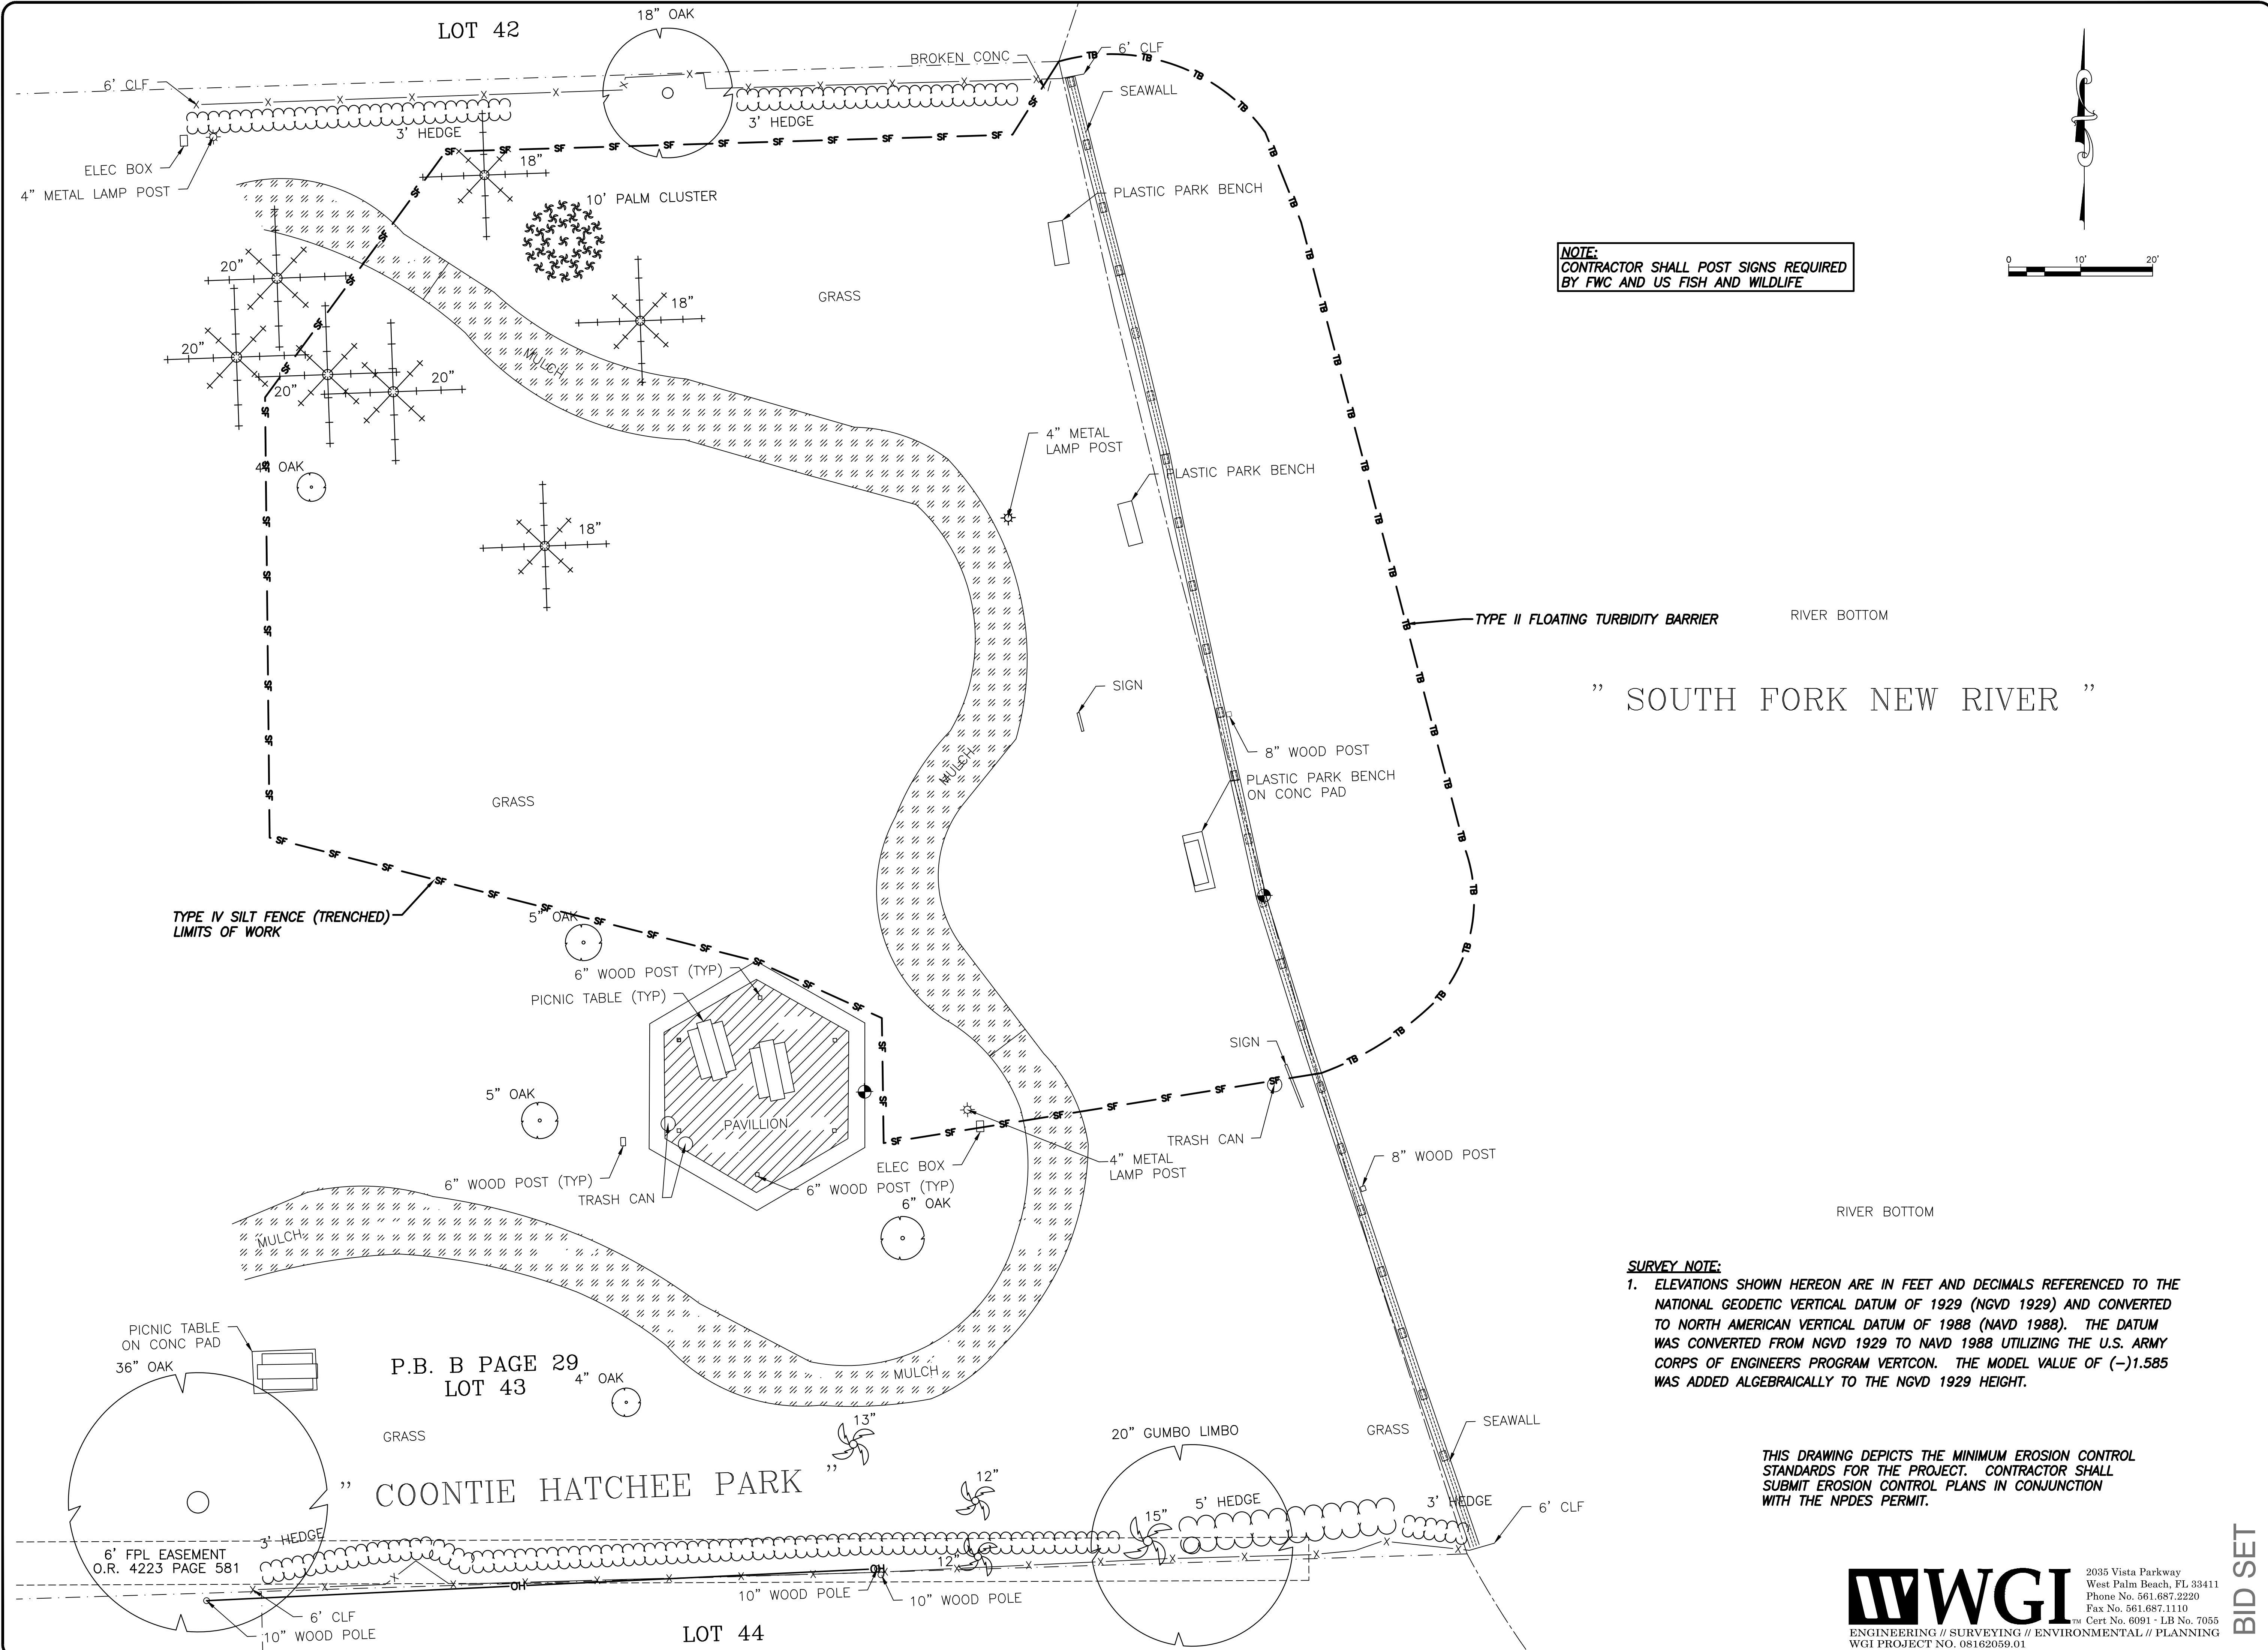 LOT 42
18” OAK
6’ CLF
BROKEN CONC
6’ CLF
SEAWALL
3’ HEDGE
3’ HEDGE
ELEC BOX
4” METAL LAMP POST
18”
10’ PALM CLUSTER
PLASTIC PARK BENCH
NOTE:
CONTRACTOR SHALL POST SIGNS REQUIRED
BY FWC AND US FISH AND WILDLIFE
0 10’ 20’
20”
18”
GRASS
20”
20”
20”
MULCH
4” METAL
LAMP POST
PLASTIC PARK BENCH
4” OAK
18”
TYPE II FLOATING TURBIDITY BARRIER
RIVER BOTTOM
” SOUTH FORK NEW RIVER ”
SIGN
8” WOOD POST
PLASTIC PARK BENCH
ON CONC PAD
MULCH
GRASS
TYPE IV SILT FENCE (TRENCHED)
LIMITS OF WORK
5” OAK
6” WOOD POST (TYP)
PICNIC TABLE (TYP)
SIGN
5” OAK
PAVILLION
TRASH CAN
ELEC BOX
4” METAL
LAMP POST
8” WOOD POST
6” WOOD POST (TYP)
TRASH CAN
6” WOOD POST (TYP)
6” OAK
RIVER BOTTOM
MULCH
SURVEY NOTE:
1. ELEVATIONS SHOWN HEREON ARE IN FEET AND DECIMALS REFERENCED TO THE
NATIONAL GEODETIC VERTICAL DATUM OF 1929 (NGVD 1929) AND CONVERTED
TO NORTH AMERICAN VERTICAL DATUM OF 1988 (NAVD 1988). THE DATUM
WAS CONVERTED FROM NGVD 1929 TO NAVD 1988 UTILIZING THE U.S. ARMY
CORPS OF ENGINEERS PROGRAM VERTCON. THE MODEL VALUE OF (–)1.585
WAS ADDED ALGEBRAICALLY TO THE NGVD 1929 HEIGHT.
PICNIC TABLE
ON CONC PAD
36” OAK
P.B. B PAGE 29
LOT 43
4” OAK
MULCH
GRASS
13”
20” GUMBO LIMBO
GRASS
SEAWALL
THIS DRAWING DEPICTS THE MINIMUM EROSION CONTROL
STANDARDS FOR THE PROJECT. CONTRACTOR SHALL
SUBMIT EROSION CONTROL PLANS IN CONJUNCTION
WITH THE NPDES PERMIT.
” COONTIE HATCHEE PARK ”
12”
15”
5’ HEDGE
3’ HEDGE
6’ CLF
3’ HEDGE
6’ FPL EASEMENT
O.R. 4223 PAGE 581
12”
OH
OH
10” WOOD POLE
10” WOOD POLE
6’ CLF
10” WOOD POLE
LOT 44
WGI
TM
2035 Vista Parkway
West Palm Beach, FL 33411
Phone No. 561.687.2220
Fax No. 561.687.1110
Cert No. 6091 - LB No. 7055
ENGINEERING // SURVEYING // ENVIRONMENTAL // PLANNING
WGI PROJECT NO. 08162059.01
BID SET